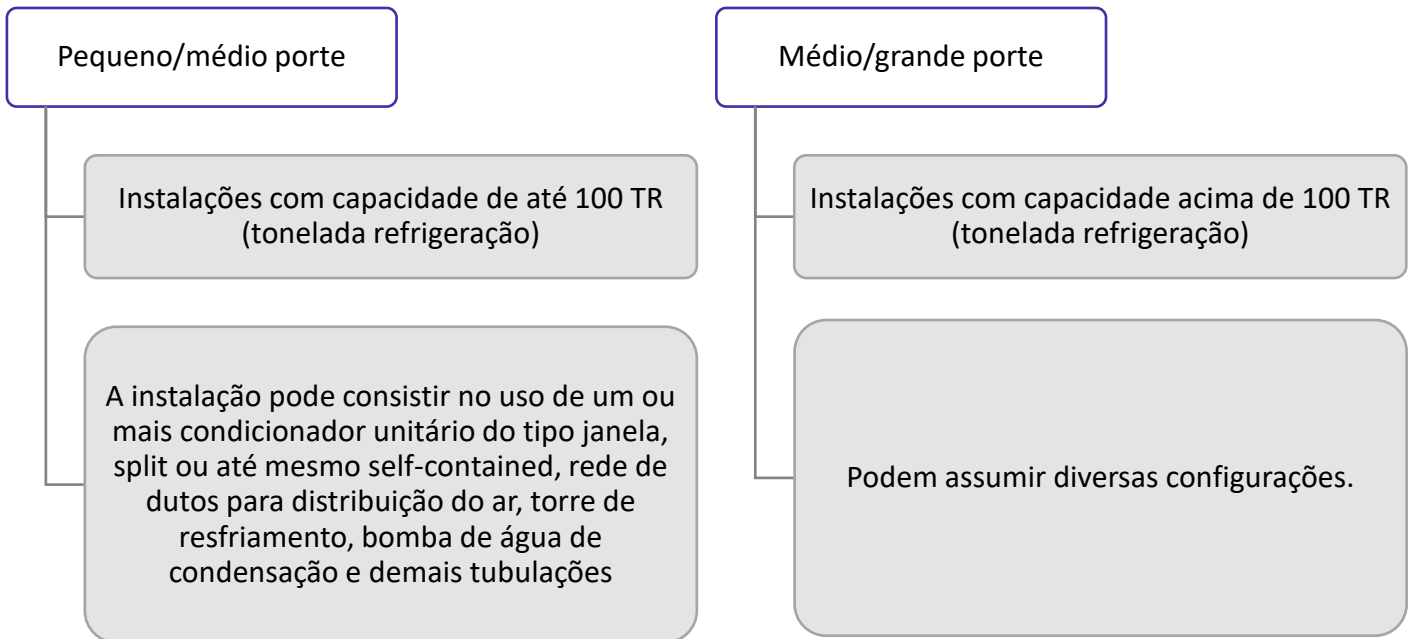 Pequeno/médio porte
Instalações com capacidade de até 100 TR
(tonelada refrigeração)
A instalação pode consistir no uso de um ou
mais condicionador unitário do tipo janela,
split ou até mesmo self-contained, rede de
dutos para distribuição do ar, torre de
resfriamento, bomba de água de
condensação e demais tubulações
Médio/grande porte
Instalações com capacidade acima de 100 TR
(tonelada refrigeração)
Podem assumir diversas configurações.